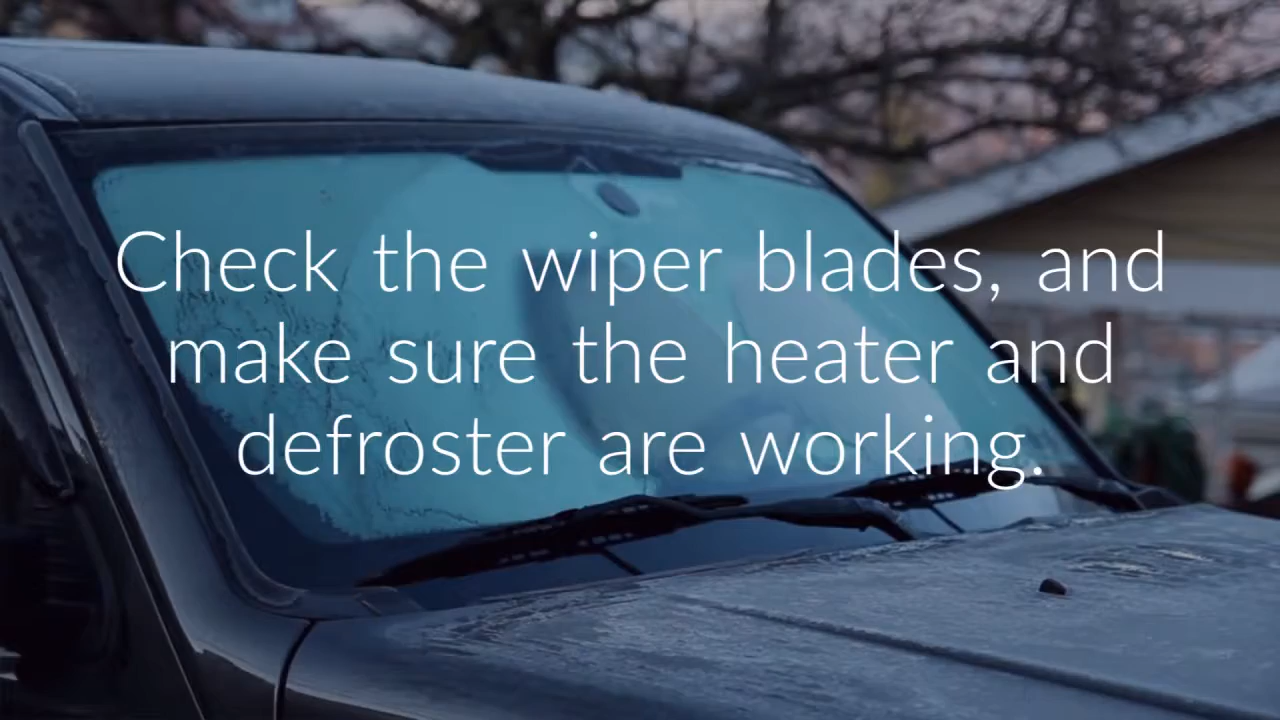 Check the wiper blades, and
make sure the heater and
defroster are working.